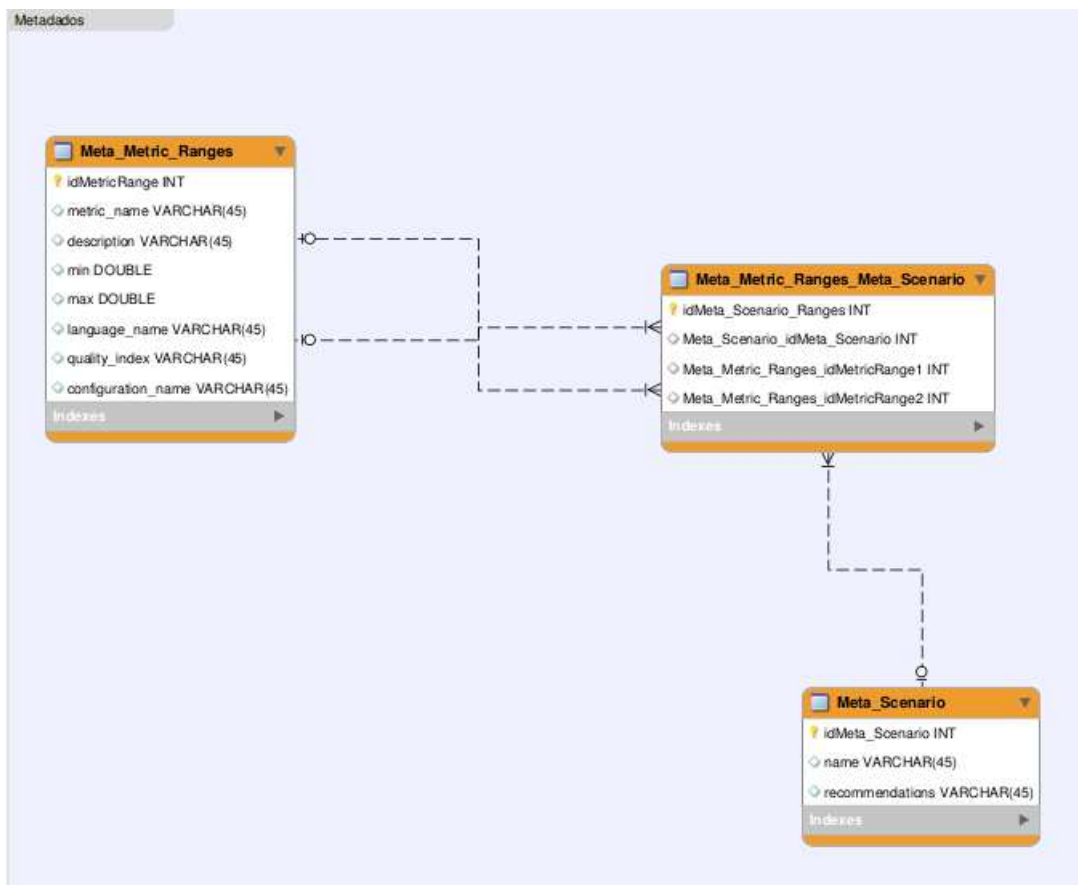 Metadados
Meta_Metric_Ranges
idMetricRange INT
metric_name VARCHAR(45)
description VARCHAR(45)
min DOUBLE
max DOUBLE
language_name VARCHAR(45)
quality_index VARCHAR(45)
configuration_name VARCHAR(45)
Indexes
Meta_Metric_Ranges_Meta_Scenario
idMeta_Scenario_Ranges INT
Meta_Scenario_idMeta_Scenario INT
Meta_Metric_Ranges_idMetricRange1 INT
Meta_Metric_Ranges_idMetricRange2 INT
Indexes
Meta_Scenario
idMeta_Scenario INT
name VARCHAR(45)
recommendations VARCHAR(45)
Indexes